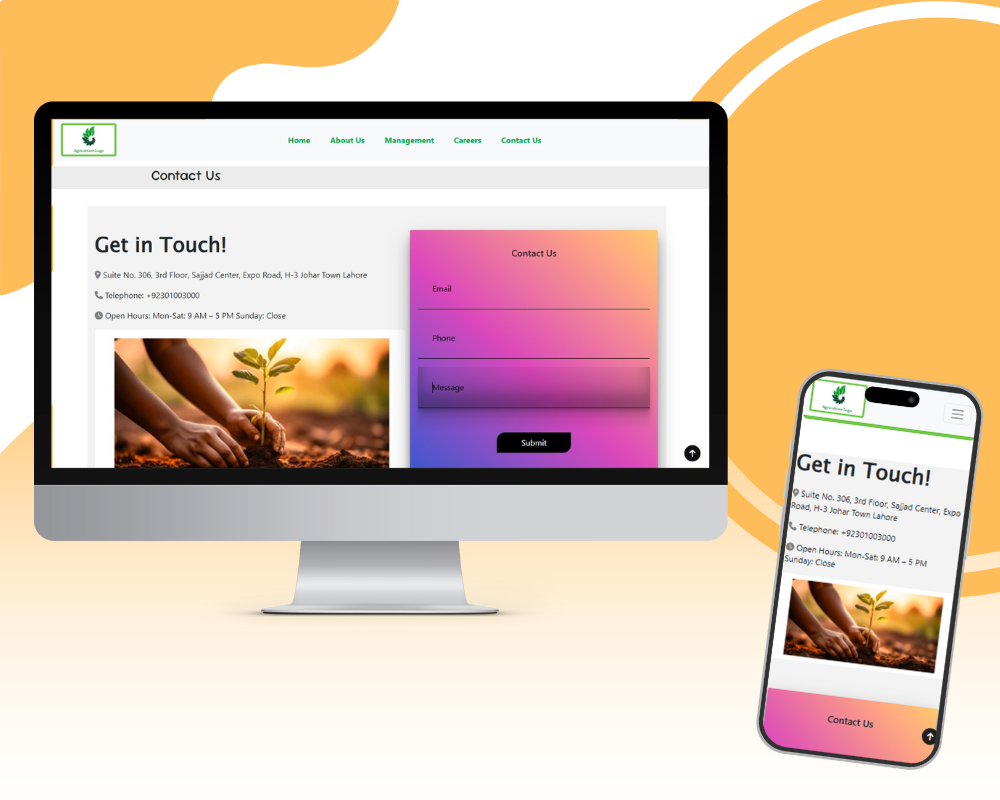 Agriculture Logo
Home About Us Management Careers Contact Us
Contact Us
Get in Touch!
Suite No. 306, 3rd Floor, Sajjad Center, Expo Road, H-3 Johar Town Lahore
Telephone: +92301003000
Open Hours: Mon-Sat: 9 AM – 5 PM Sunday: Close
Contact Us
Email
Phone
Message
Submit
Agriculture Logo
Get in Touch!
Suite No. 306, 3rd Floor, Sajjad Center, Expo
Road, H-3 Johar Town Lahore
Telephone: +92301003000
Open Hours: Mon-Sat: 9 AM – 5 PM
Sunday: Close
Contact Us